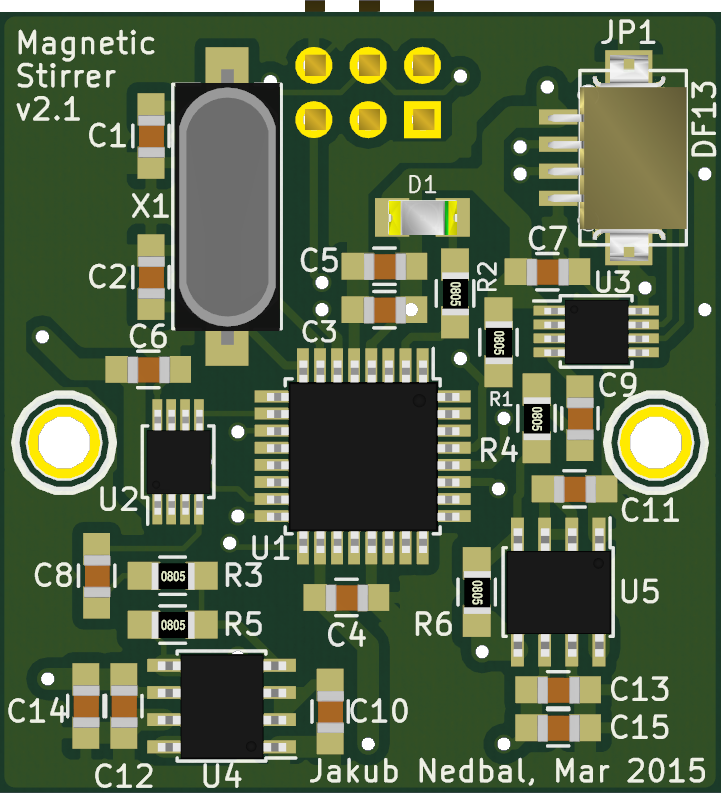 Magnetic
Stirrer
v2.1
JP1
DF13
C1
X1
D1
C2
C5
C7
R2
0805
U3
C6
C3
0805
R1
C9
0805
R4
U2
C11
U1
C8
0805
R3
0805
U5
C4
R6
0805
R5
C14
C10
C13
C15
C12
U4
Jakub Nedbal, Mar 2015